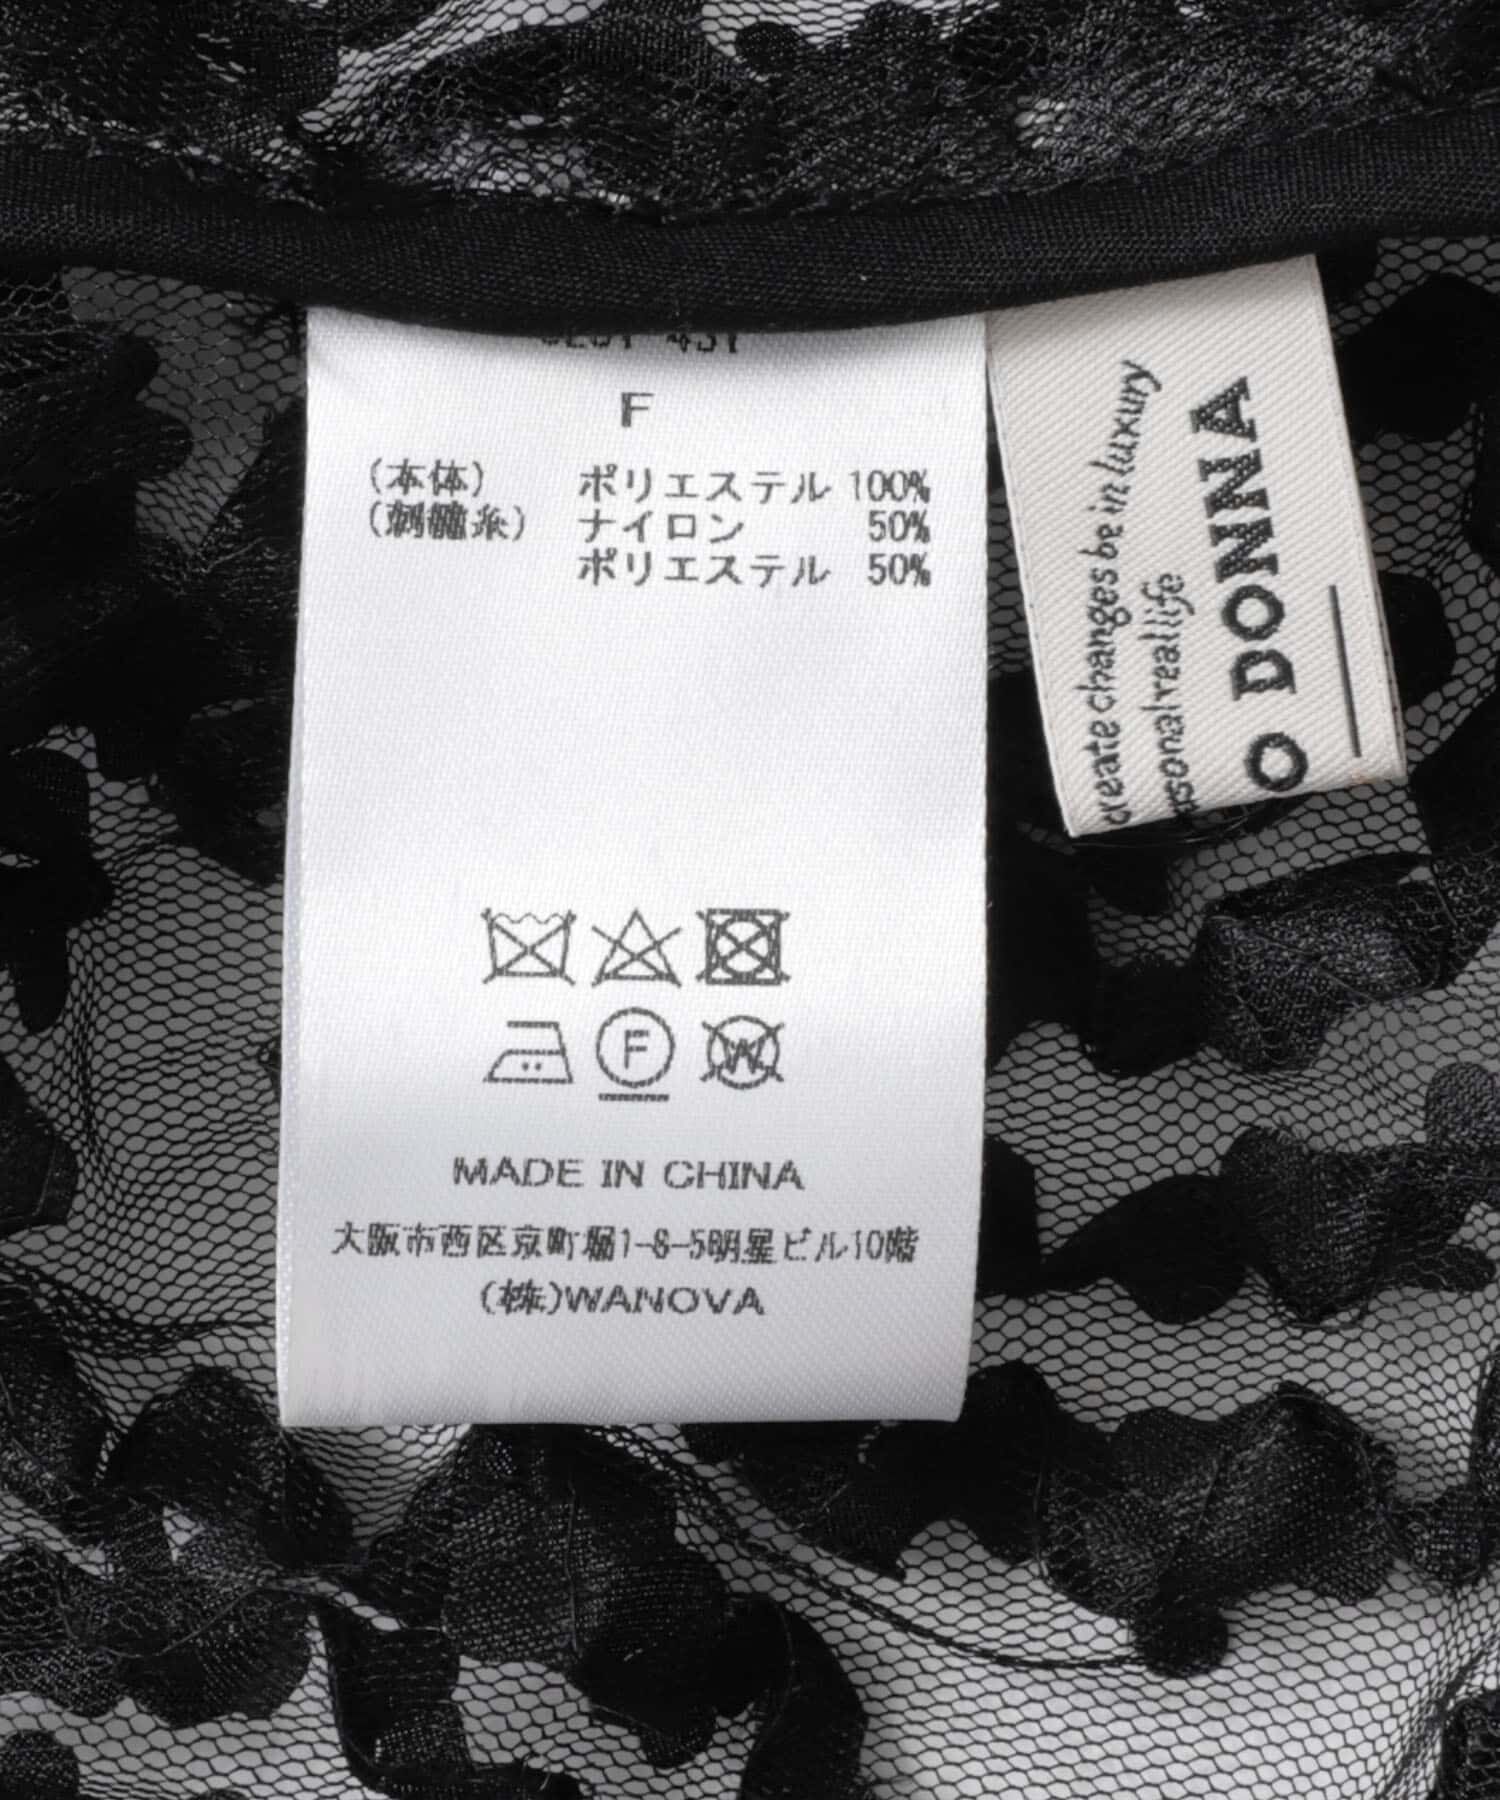 F
(本体) ポリエステル 100%
(刺繍糸) ナイロン 50%
ポリエステル 50%
F
W
MADE IN CHINA
大阪市西区京町堀1-8-5明星ビル10階
(株)WANOVA
create changes be in luxury
rsonal real life
O DONNA